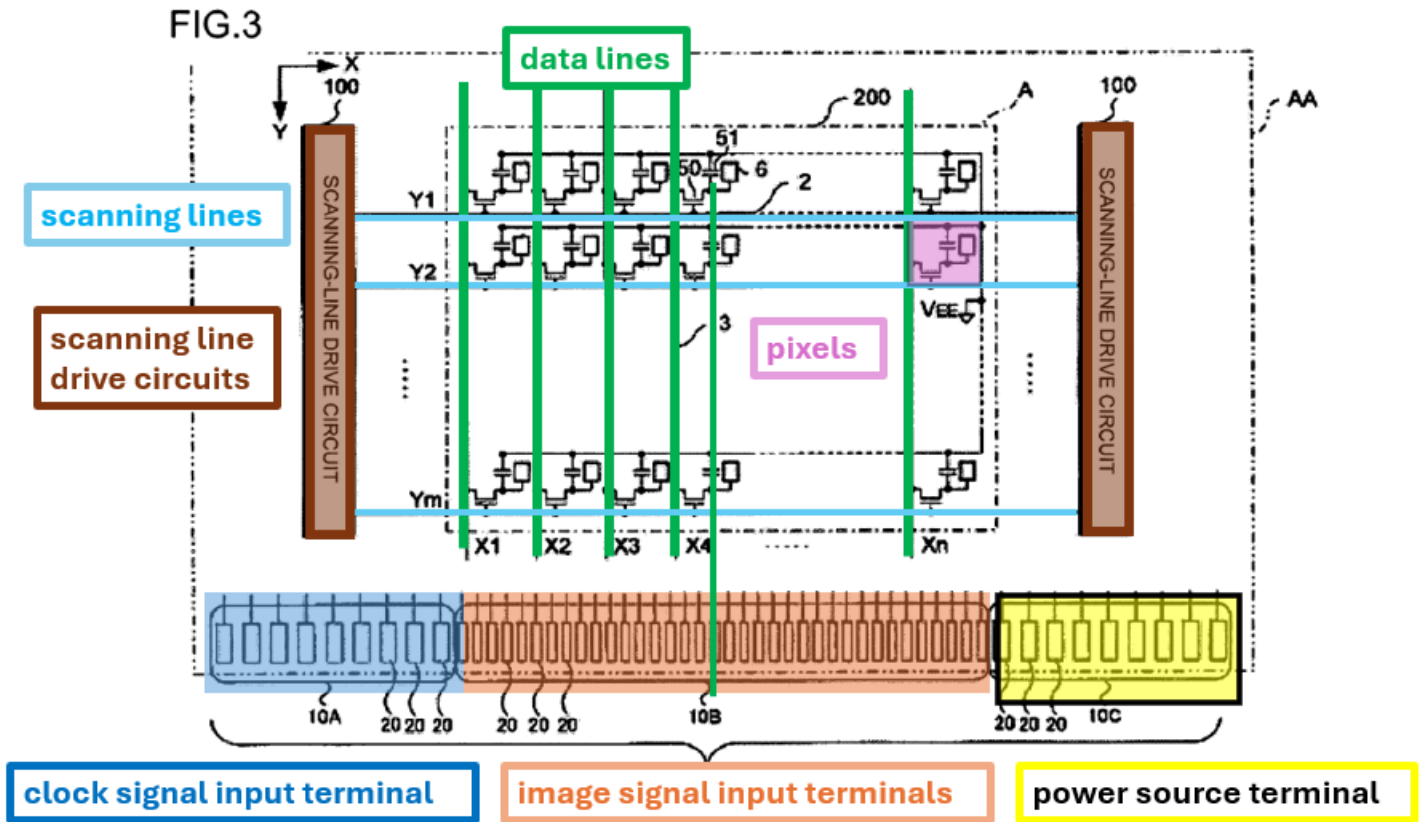 FIG.3
data lines
X
Y
100
200
A
100
AA
51
50
6
2
SCANNING-LINE DRIVE CIRCUIT
SCANNING-LINE DRIVE CIRCUIT
scanning lines
Y1
Y2
VEE
scanning line
drive circuits
3
pixels
Ym
X1 X2 X3 X4 ...... Xn
10A 20 20 20 20 20 20 10B 20 20 20 10C
clock signal input terminal
image signal input terminals
power source terminal